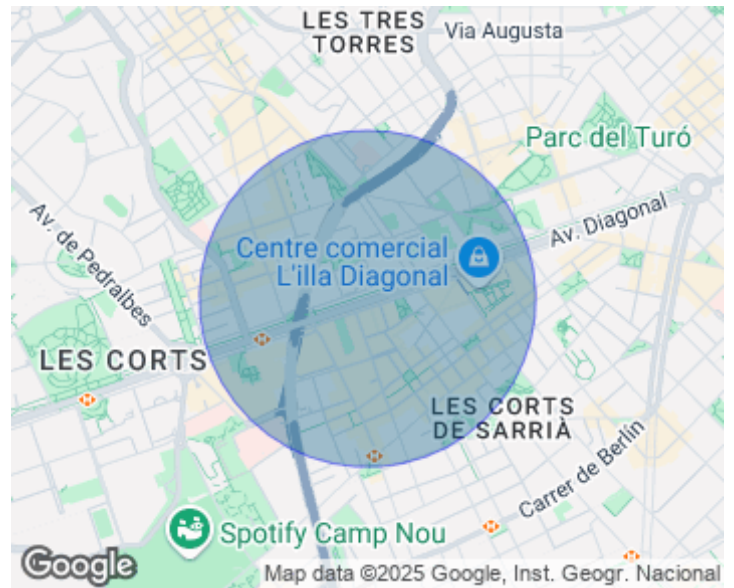 LES TRES
TORRES
Via Augusta
Parc del Turó
Av. Diagonal
Av. de Pedralbes
Centre comercial
L'illa Diagonal
LES CORTS
LES CORTS
DE SARRIÀ
Carrer de Berlín
Spotify Camp Nou
Google
Map data ©2025 Google, Inst. Geogr. Nacional